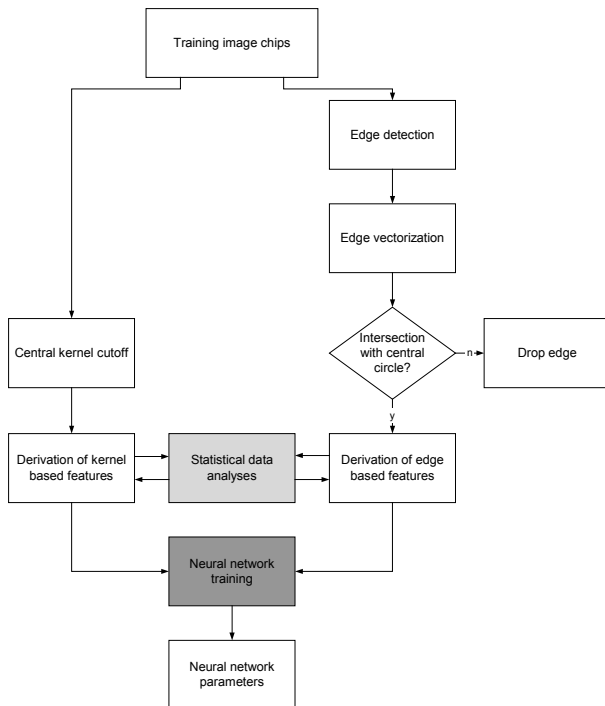 Training image chips
Edge detection
Edge vectorization
Intersection
with central
circle?
n
Drop edge
Central kernel cutoff
y
Derivation of kernel
based features
Statistical data
analyses
Derivation of edge
based features
Neural network
training
Neural network
parameters